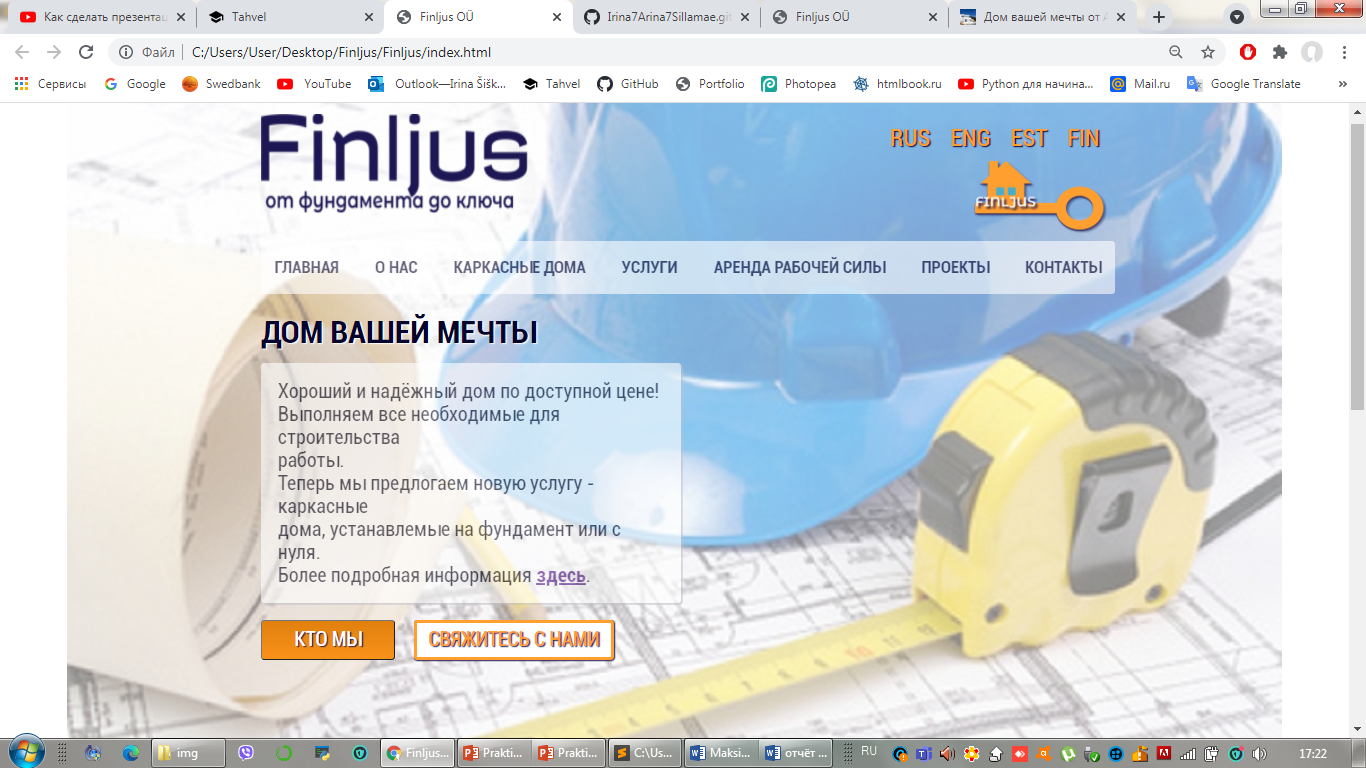 Как сделать презентац
Tahvel
Finljus OÜ
Irina7Arina7Sillamae.git
Finljus OÜ
Дом вашей мечты от
Файл
C:/Users/User/Desktop/Finljus/Finljus/index.html
Сервисы
Google
Swedbank
YouTube
Outlook—Irina Šišk...
Tahvel
GitHub
Portfolio
Photopea
htmlbook.ru
Python для начина...
Mail.ru
Google Translate
»
Finljus
от фундамента до ключа
RUS ENG EST FIN
FINLJUS
ГЛАВНАЯ О НАС КАРКАСНЫЕ ДОМА УСЛУГИ АРЕНДА РАБОЧЕЙ СИЛЫ ПРОЕКТЫ КОНТАКТЫ
ДОМ ВАШЕЙ МЕЧТЫ
Хороший и надёжный дом по доступной цене!
Выполняем все необходимые для
строительства
работы.
Теперь мы предлогаем новую услугу -
каркасные
дома, устанавлемые на фундамент или с
нуля.
Более подробная информация здесь.
КТО МЫ
СВЯЖИТЕСЬ С НАМИ
img
Finljus...
Prakti...
Prakti...
C:\Us...
Maksi...
отчёт ...
RU
17:22